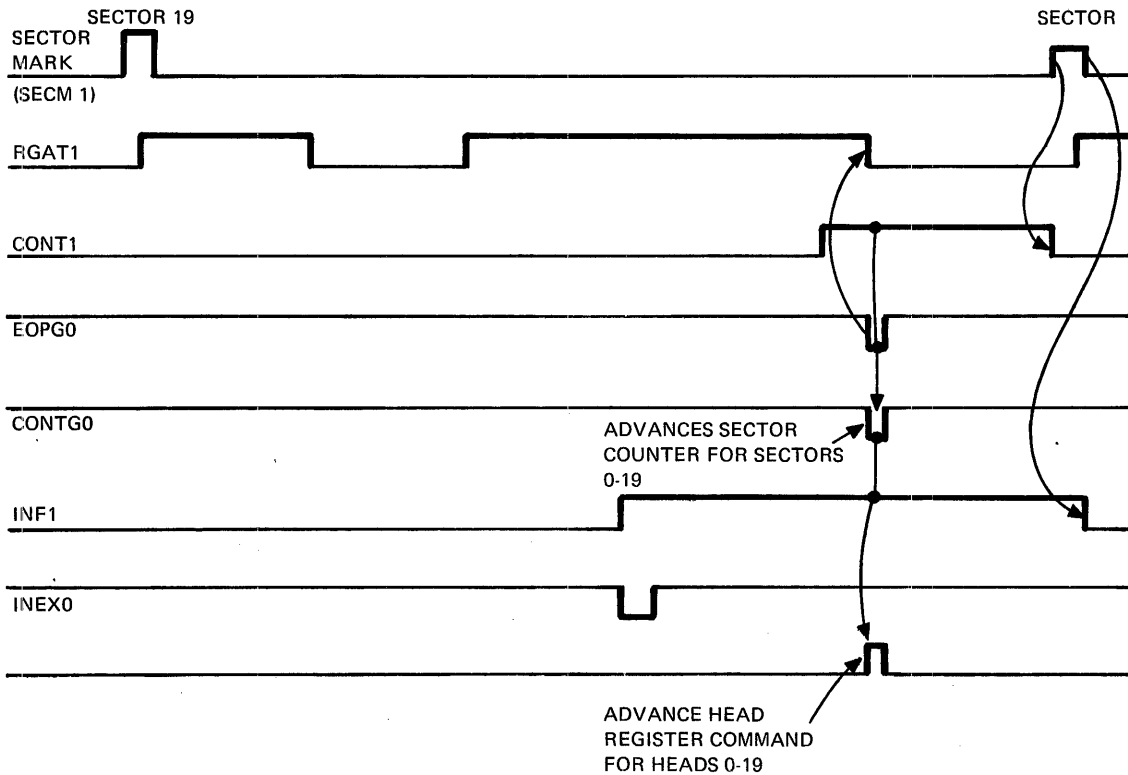 SECTOR 19
SECTOR
SECTOR
MARK
(SECM 1)
RGAT1
CONT1
EOPG0
CONTG0
ADVANCES SECTOR
COUNTER FOR SECTORS
0-19
INF1
INEX0
ADVANCE HEAD
REGISTER COMMAND
FOR HEADS 0-19